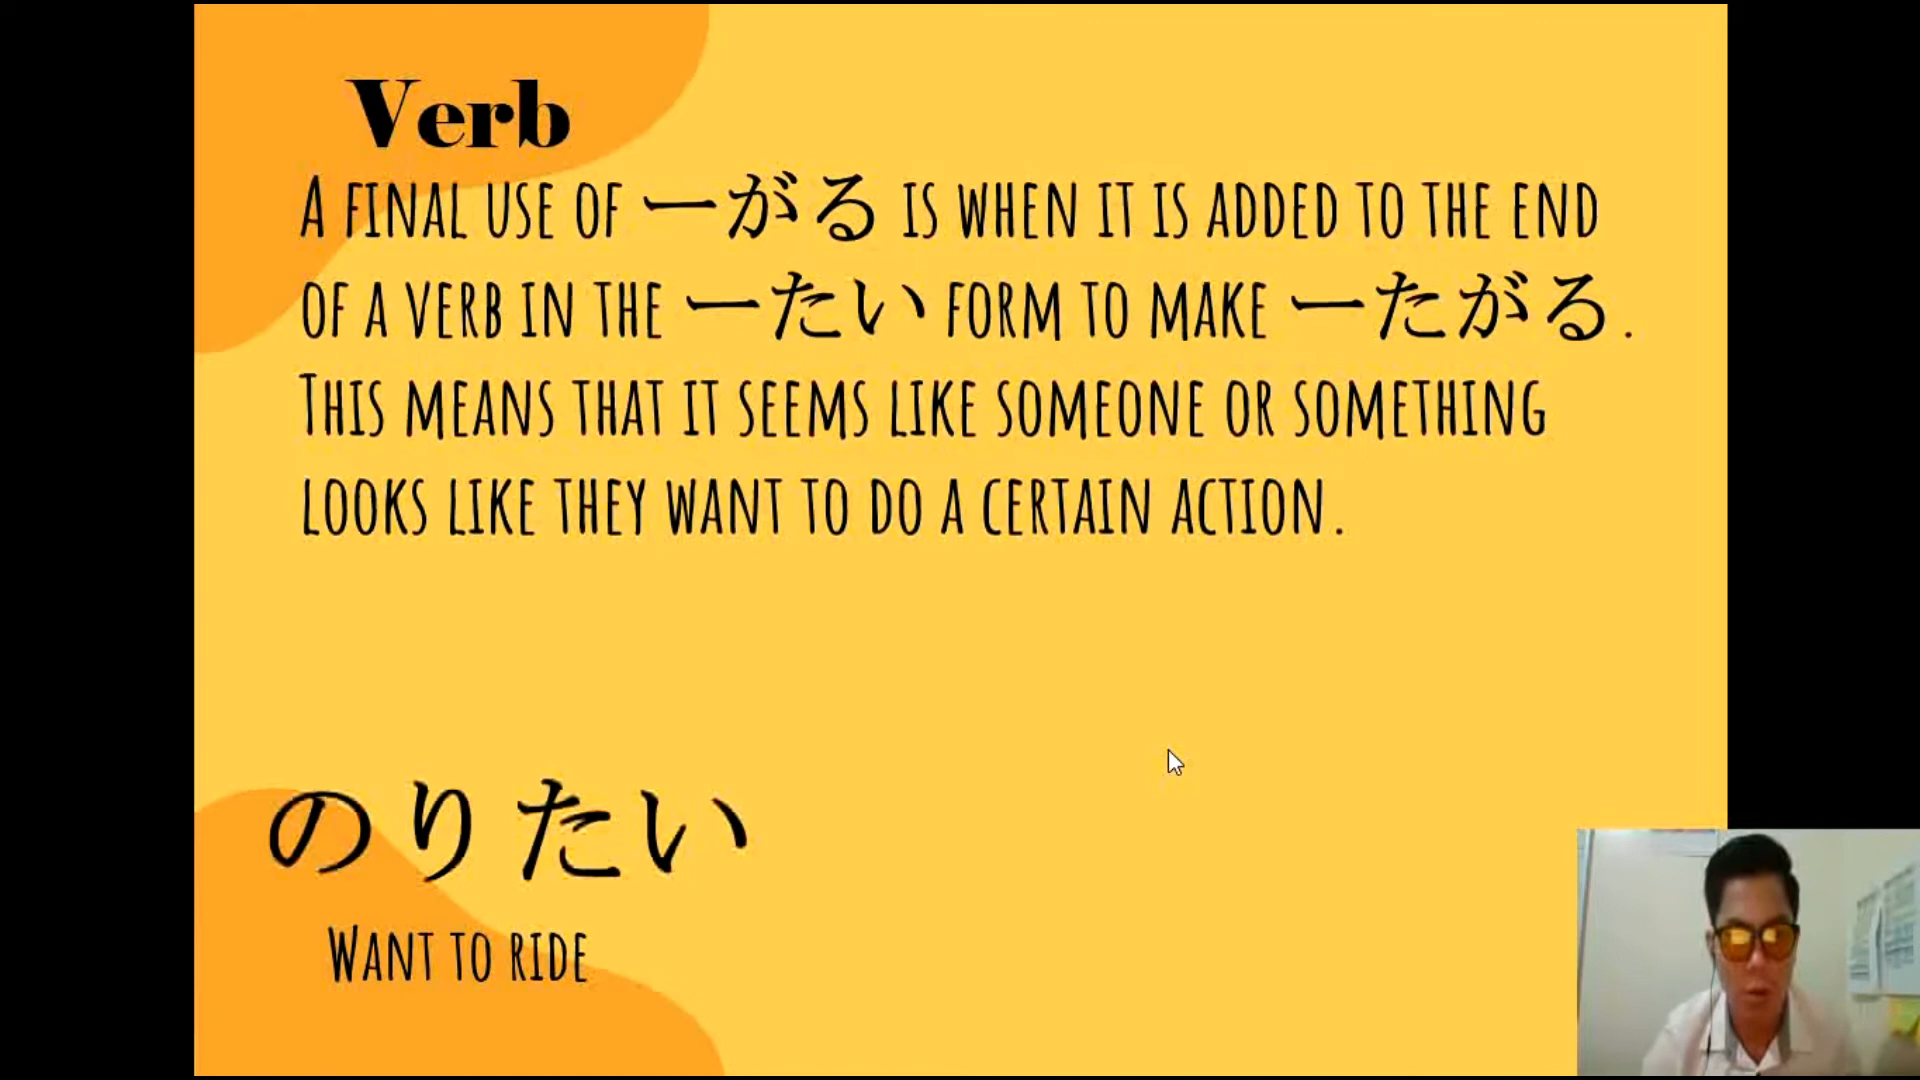 Verb
A FINAL USE OF ーがる IS WHEN IT IS ADDED TO THE END
OF A VERB IN THE ーたい FORM TO MAKE ーたがる.
THIS MEANS THAT IT SEEMS LIKE SOMEONE OR SOMETHING
LOOKS LIKE THEY WANT TO DO A CERTAIN ACTION.
のりたい
WANT TO RIDE